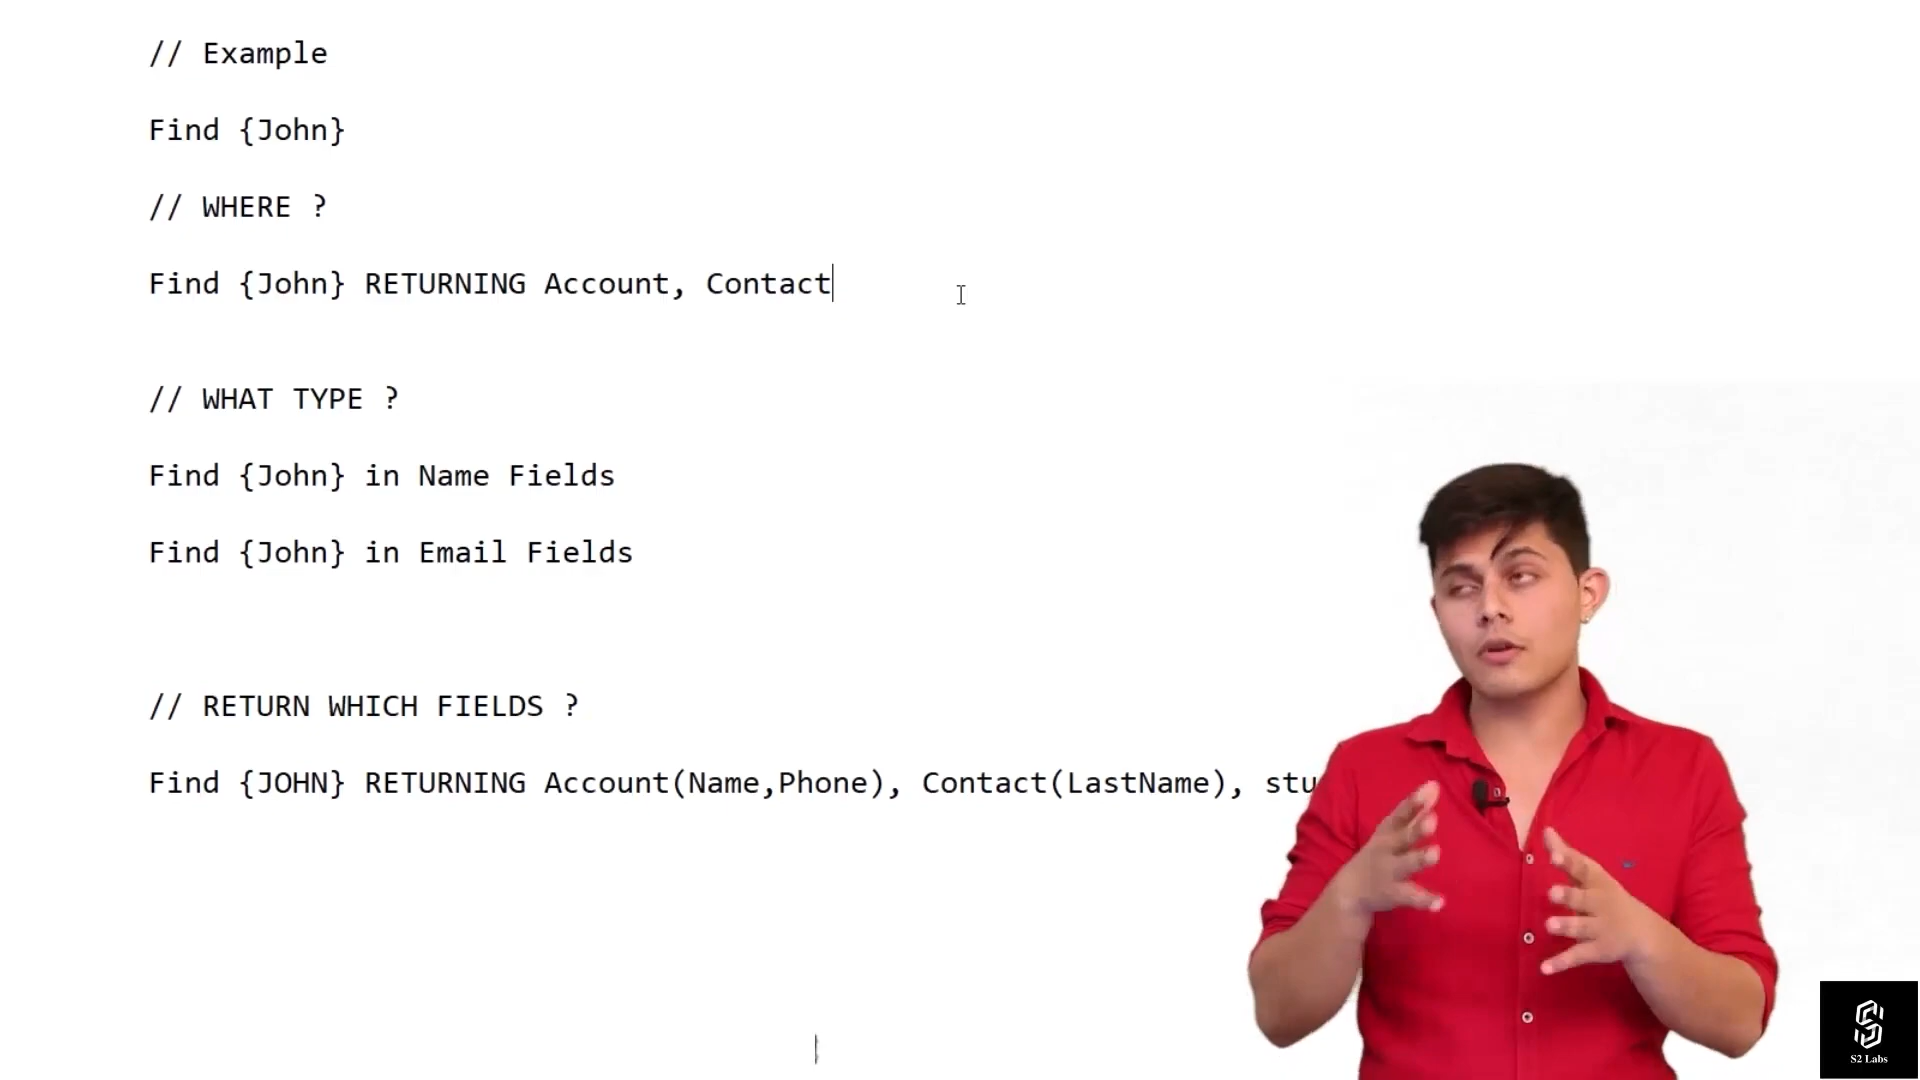 // Example
Find {John}
// WHERE ?
Find {John} RETURNING Account, Contact
// WHAT TYPE ?
Find {John} in Name Fields
Find {John} in Email Fields
// RETURN WHICH FIELDS ?
Find {JOHN} RETURNING Account(Name,Phone), Contact(LastName),
S2 Labs